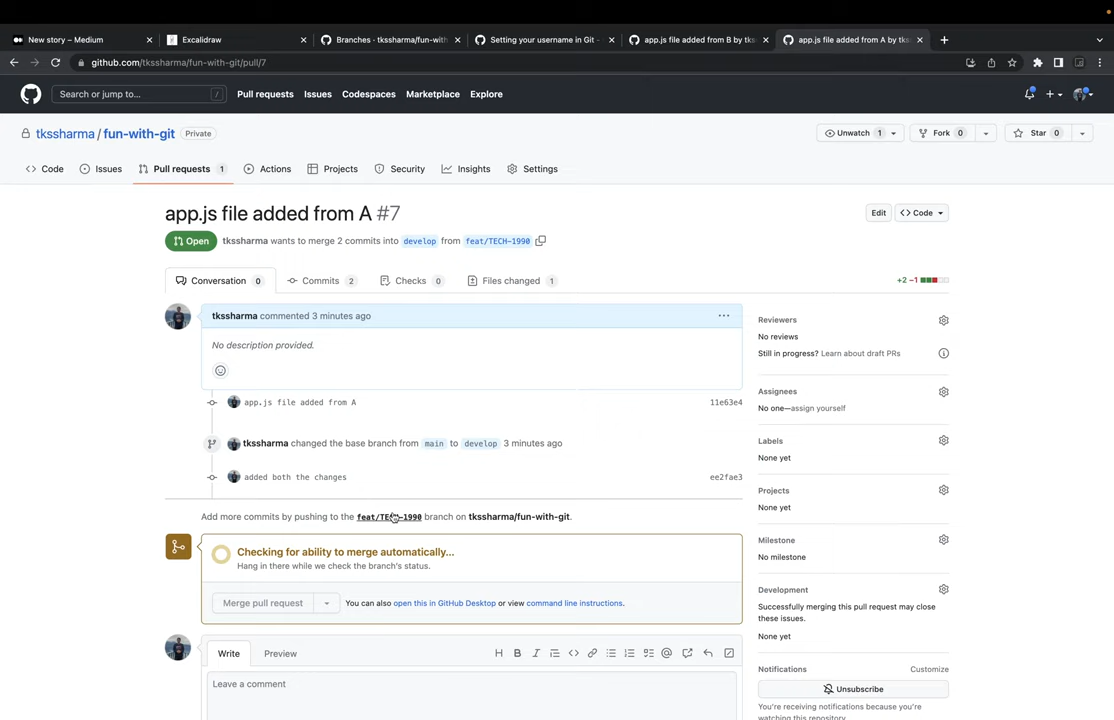 New story – Medium
Excalidraw
Branches · tkssharma/fun-with-
Setting your username in Git -
app.js file added from B by tks
app.js file added from A by tks
github.com/tkssharma/fun-with-git/pull/7
Search or jump to... /
Pull requests Issues Codespaces Marketplace Explore
tkssharma / fun-with-git Private
Unwatch 1 Fork 0 Star 0
Code Issues Pull requests 1 Actions Projects Security Insights Settings
app.js file added from A #7
Edit <> Code
Open tkssharma wants to merge 2 commits into develop from feat/TECH-1990
Conversation 0 Commits 2 Checks 0 Files changed 1
+2 −1
tkssharma commented 3 minutes ago
No description provided.
app.js file added from A 11e63e4
tkssharma changed the base branch from main to develop 3 minutes ago
added both the changes ee2fae3
Add more commits by pushing to the feat/TECH-1990 branch on tkssharma/fun-with-git.
Checking for ability to merge automatically...
Hang in there while we check the branch's status.
Merge pull request You can also open this in GitHub Desktop or view command line instructions.
Write Preview
Leave a comment
Reviewers
No reviews
Still in progress? Learn about draft PRs
Assignees
No one—assign yourself
Labels
None yet
Projects
None yet
Milestone
No milestone
Development
Successfully merging this pull request may close
these issues.
None yet
Notifications Customize
Unsubscribe
You're receiving notifications because you're
watching this repository.